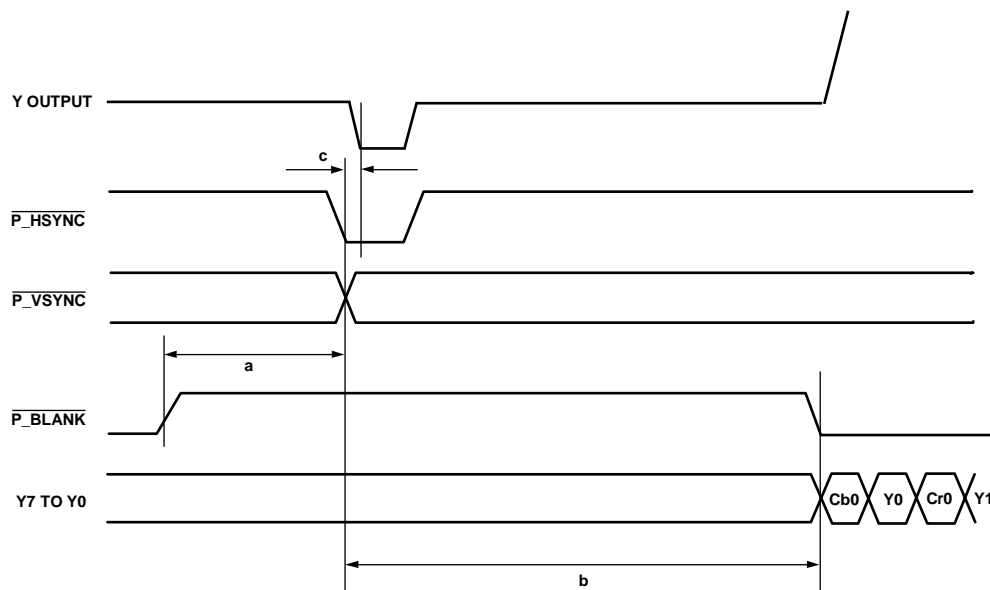 Y OUTPUT
c
P_HSYNC
P_VSYNC
a
P_BLANK
Y7 TO Y0
Cb0
Y0
Cr0
Y1
b